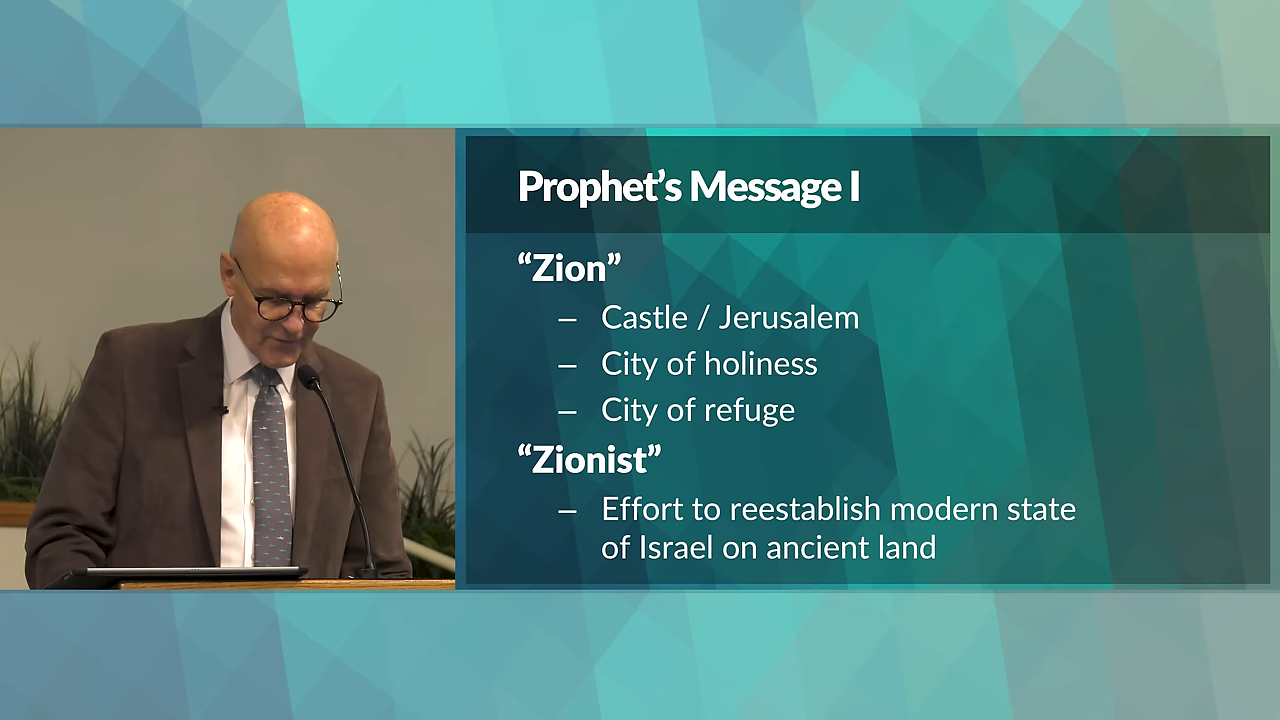 Prophet’s Message I
“Zion”
– Castle / Jerusalem
– City of holiness
– City of refuge
“Zionist”
– Effort to reestablish modern state
of Israel on ancient land